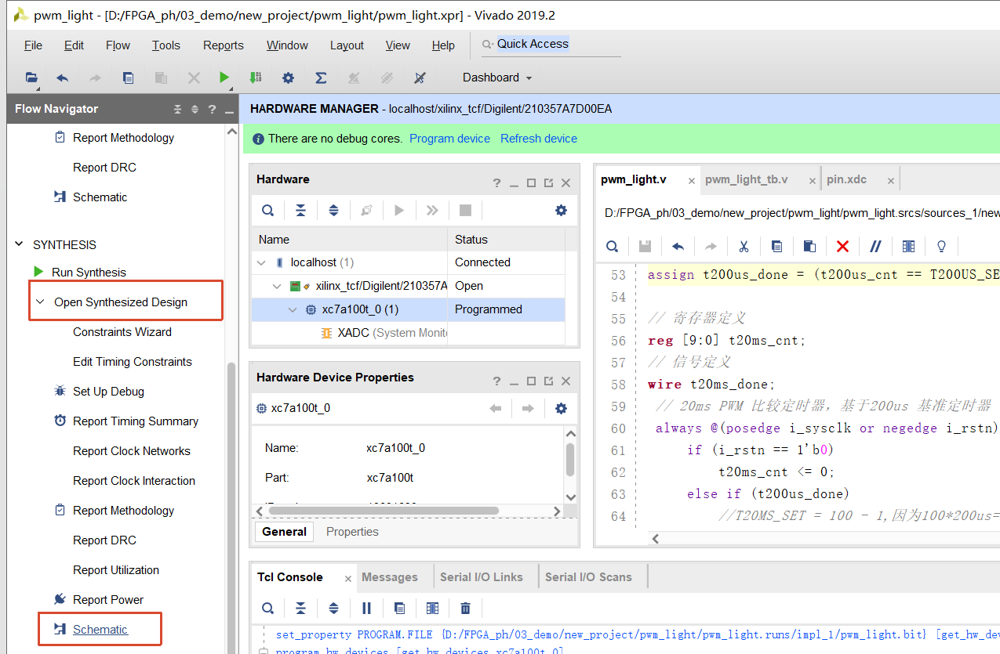 pwm_light - [D:/FPGA_ph/03_demo/new_project/pwm_light/pwm_light.xpr] - Vivado 2019.2
File Edit Flow Tools Reports Window Layout View Help Quick Access
Dashboard
Flow Navigator
Report Methodology
Report DRC
Schematic
SYNTHESIS
Run Synthesis
Open Synthesized Design
Constraints Wizard
Edit Timing Constraints
Set Up Debug
Report Timing Summary
Report Clock Networks
Report Clock Interaction
Report Methodology
Report DRC
Report Utilization
Report Power
Schematic
HARDWARE MANAGER - localhost/xilinx_tcf/Digilent/210357A7D00EA
There are no debug cores. Program device Refresh device
Hardware
Name Status
localhost (1) Connected
xilinx_tcf/Digilent/210357A Open
xc7a100t_0 (1) Programmed
XADC (System Monit
Hardware Device Properties
xc7a100t_0
Name: xc7a100t_0
Part: xc7a100t
General Properties
pwm_light.v pwm_light_tb.v pin.xdc
D:/FPGA_ph/03_demo/new_project/pwm_light/pwm_light.srcs/sources_1/new
53 assign t200us_done = (t200us_cnt == T200US_SE
54
55 // 寄存器定义
56 reg [9:0] t20ms_cnt;
57 // 信号定义
58 wire t20ms_done;
59 // 20ms PWM 比较定时器，基于200us 基准定时器
60 always @(posedge i_sysclk or negedge i_rstn)
61 if (i_rstn == 1'b0)
62 t20ms_cnt <= 0;
63 else if (t200us_done)
64 //T20MS_SET = 100 - 1,因为100*200us=
Tcl Console Messages Serial I/O Links Serial I/O Scans
set_property PROGRAM.FILE {D:/FPGA_ph/03_demo/new_project/pwm_light/pwm_light.runs/impl_1/pwm_light.bit} [get_hw_dev
program_hw_devices [get_hw_devices xc7a100t_0]